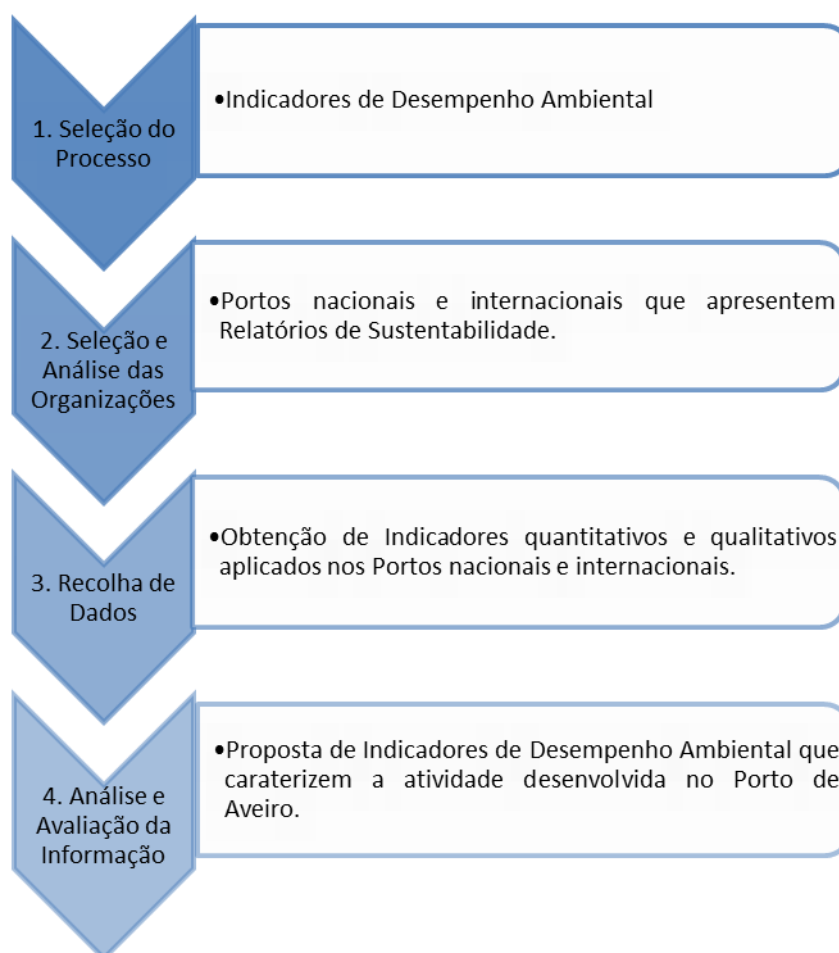 1. Seleção do
Processo
•Indicadores de Desempenho Ambiental
2. Seleção e
Análise das
Organizações
•Portos nacionais e internacionais que apresentem
Relatórios de Sustentabilidade.
3. Recolha de
Dados
•Obtenção de Indicadores quantitativos e qualitativos
aplicados nos Portos nacionais e internacionais.
4. Análise e
Avaliação da
Informação
•Proposta de Indicadores de Desempenho Ambiental que
caraterizem a atividade desenvolvida no Porto de
Aveiro.